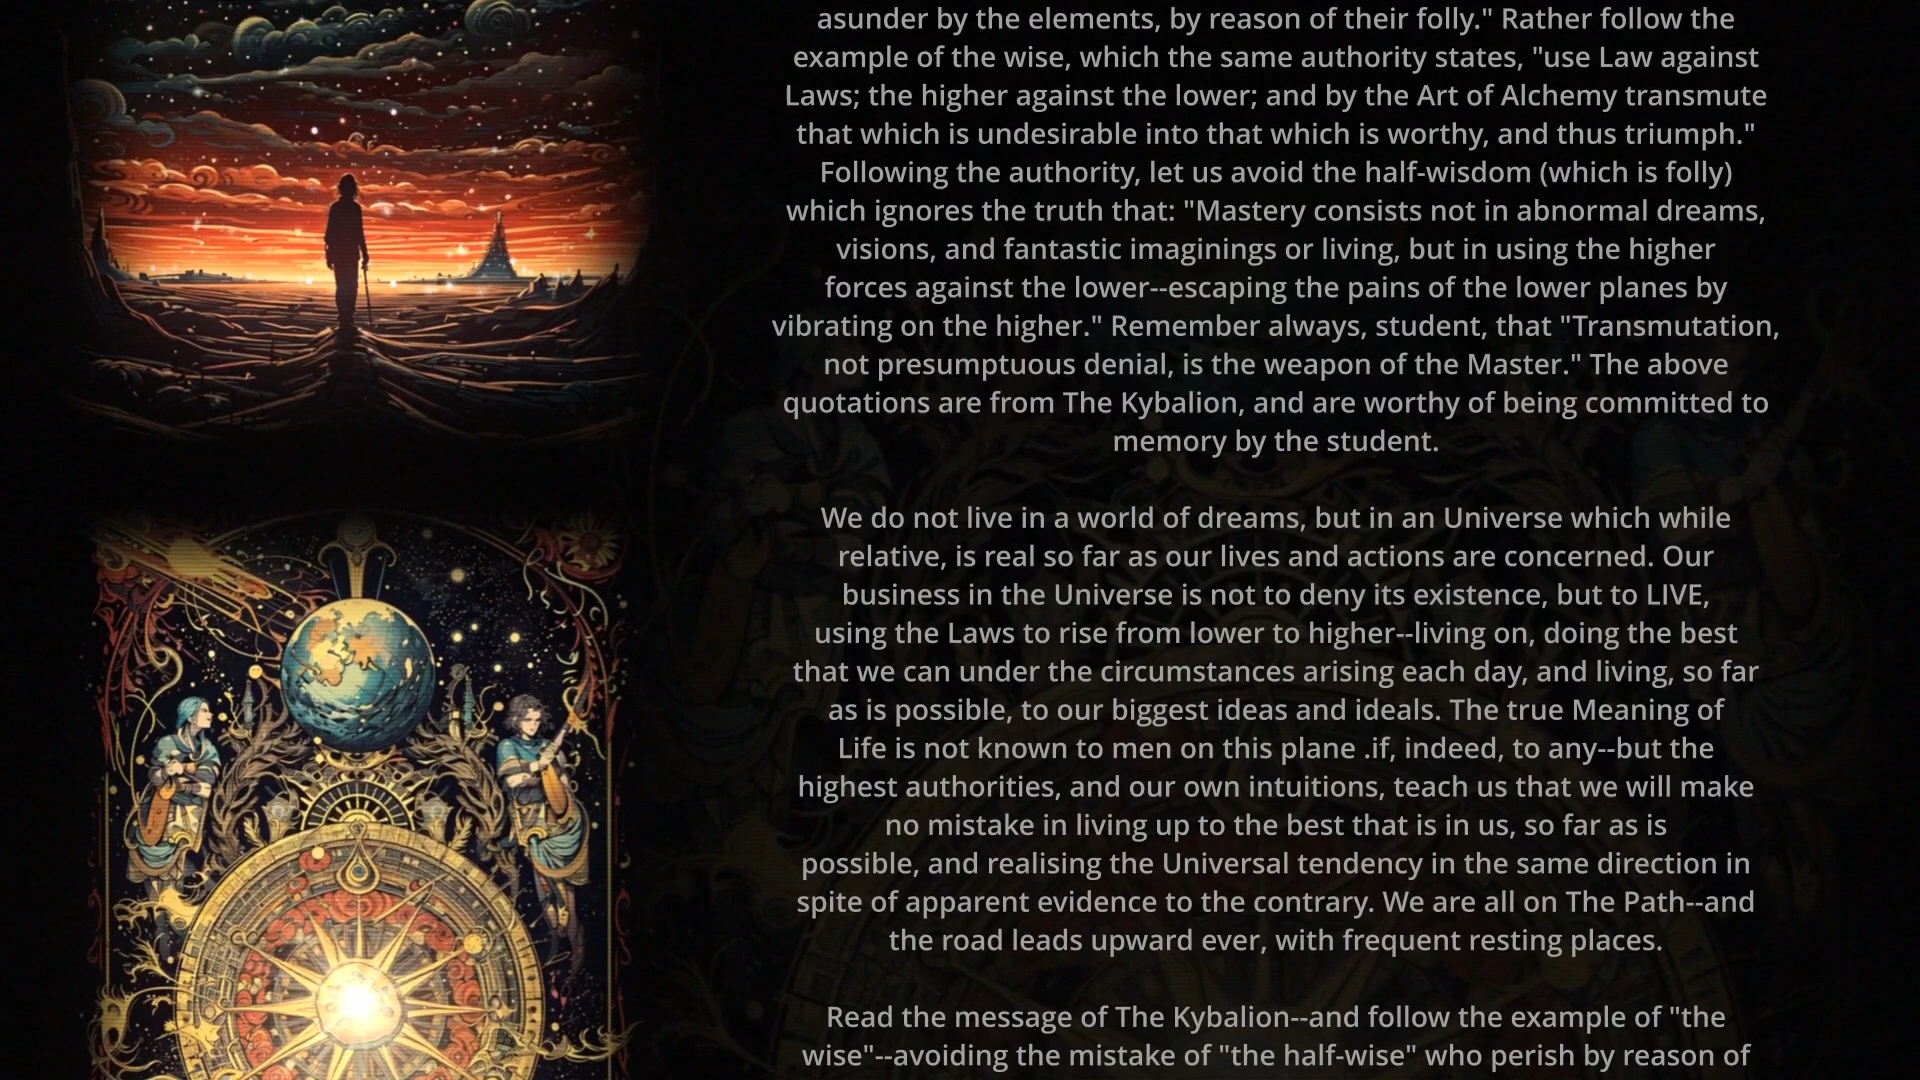 asunder by the elements, by reason of their folly." Rather follow the
example of the wise, which the same authority states, "use Law against
Laws; the higher against the lower; and by the Art of Alchemy transmute
that which is undesirable into that which is worthy, and thus triumph."
Following the authority, let us avoid the half-wisdom (which is folly)
which ignores the truth that: "Mastery consists not in abnormal dreams,
visions, and fantastic imaginings or living, but in using the higher
forces against the lower--escaping the pains of the lower planes by
vibrating on the higher." Remember always, student, that "Transmutation,
not presumptuous denial, is the weapon of the Master." The above
quotations are from The Kybalion, and are worthy of being committed to
memory by the student.
We do not live in a world of dreams, but in an Universe which while
relative, is real so far as our lives and actions are concerned. Our
business in the Universe is not to deny its existence, but to LIVE,
using the Laws to rise from lower to higher--living on, doing the best
that we can under the circumstances arising each day, and living, so far
as is possible, to our biggest ideas and ideals. The true Meaning of
Life is not known to men on this plane .if, indeed, to any--but the
highest authorities, and our own intuitions, teach us that we will make
no mistake in living up to the best that is in us, so far as is
possible, and realising the Universal tendency in the same direction in
spite of apparent evidence to the contrary. We are all on The Path--and
the road leads upward ever, with frequent resting places.
Read the message of The Kybalion--and follow the example of "the
wise"--avoiding the mistake of "the half-wise" who perish by reason of